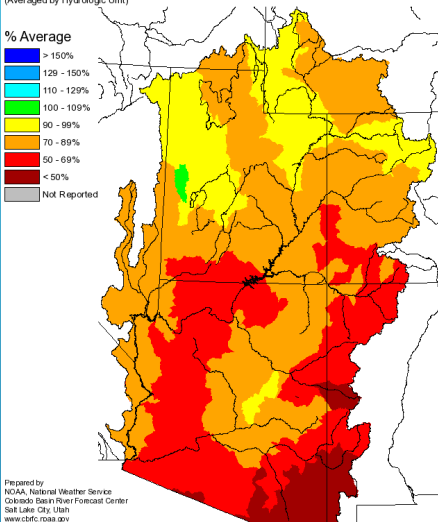 (Averaged by Hydrologic Unit)
% Average
> 150%
129 - 150%
110 - 129%
100 - 109%
90 - 99%
70 - 89%
50 - 69%
< 50%
Not Reported
Prepared by
NOAA, National Weather Service
Colorado Basin River Forecast Center
Salt Lake City, Utah
www.cbrfc.noaa.gov